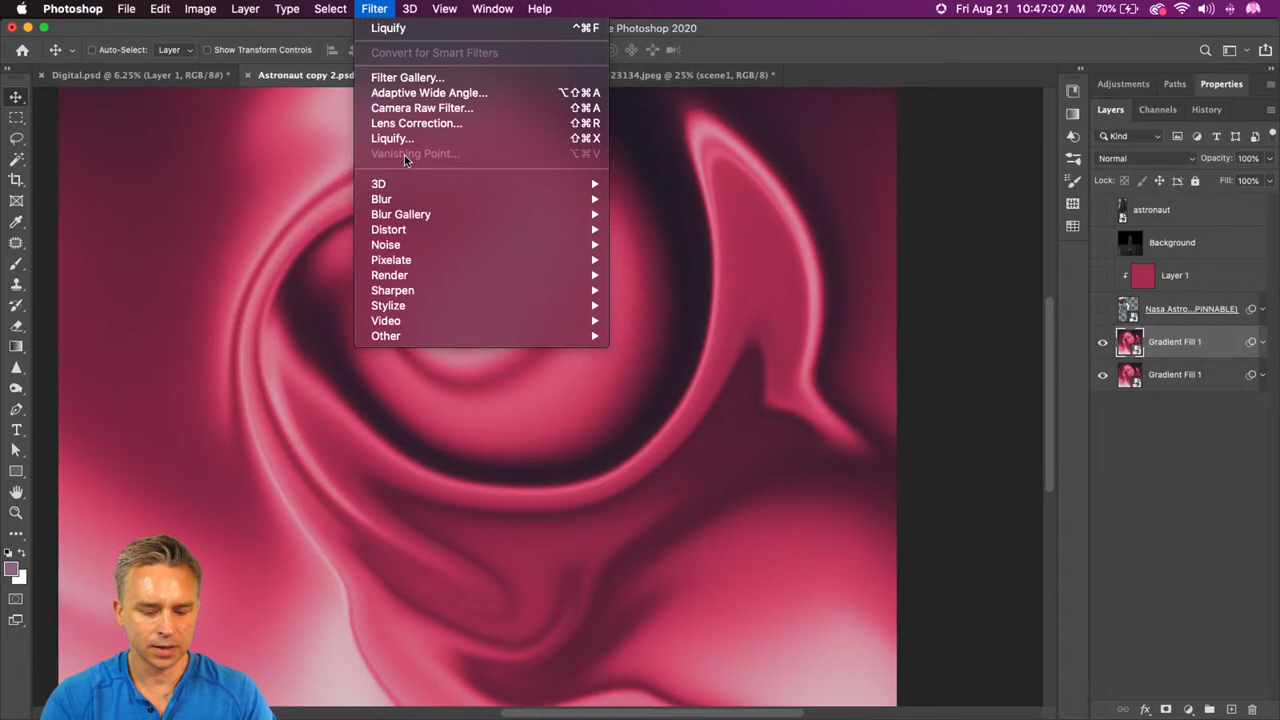 Photoshop File Edit Image Layer Type Select Filter 3D View Window Help Fri Aug 21 10:47:07 AM 70%
Liquify ^⌘F
e Photoshop 2020
Auto-Select: Layer Show Transform Controls
Convert for Smart Filters
Digital.psd @ 6.25% (Layer 1, RGB/8#) *
Astronaut copy 2.psd
23134.jpeg @ 25% (scene1, RGB/8*) *
Filter Gallery...
Adaptive Wide Angle... ⌥⇧⌘A
Camera Raw Filter... ⇧⌘A
Lens Correction... ⇧⌘R
Liquify... ⇧⌘X
Vanishing Point... ⌥⌘V
3D
Blur
Blur Gallery
Distort
Noise
Pixelate
Render
Sharpen
Stylize
Video
Other
Adjustments Paths Properties
Layers Channels History
Kind
Normal Opacity: 100%
Lock: Fill: 100%
astronaut
Background
Layer 1
Nasa Astro...PINNABLE)
Gradient Fill 1
Gradient Fill 1